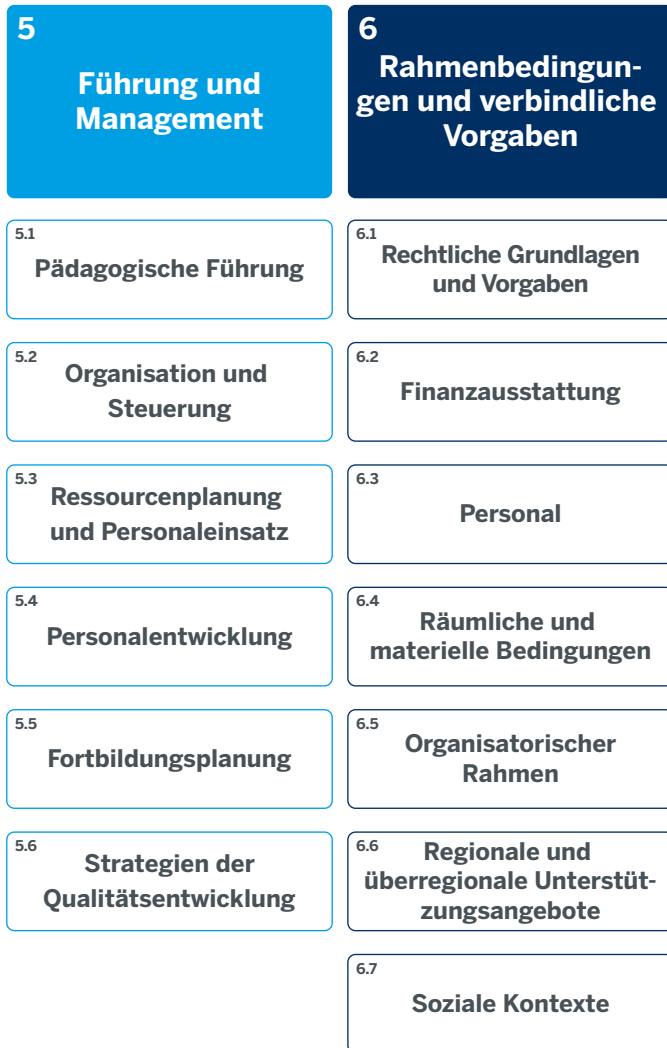 5
Führung und
Management
5.1
Pädagogische Führung
5.2
Organisation und
Steuerung
5.3
Ressourcenplanung
und Personaleinsatz
5.4
Personalentwicklung
5.5
Fortbildungsplanung
5.6
Strategien der
Qualitätsentwicklung
6
Rahmenbedingun-
gen und verbindliche
Vorgaben
6.1
Rechtliche Grundlagen
und Vorgaben
6.2
Finanzausstattung
6.3
Personal
6.4
Räumliche und
materielle Bedingungen
6.5
Organisatorischer
Rahmen
6.6
Regionale und
überregionale Unterstüt-
zungsangebote
6.7
Soziale Kontexte